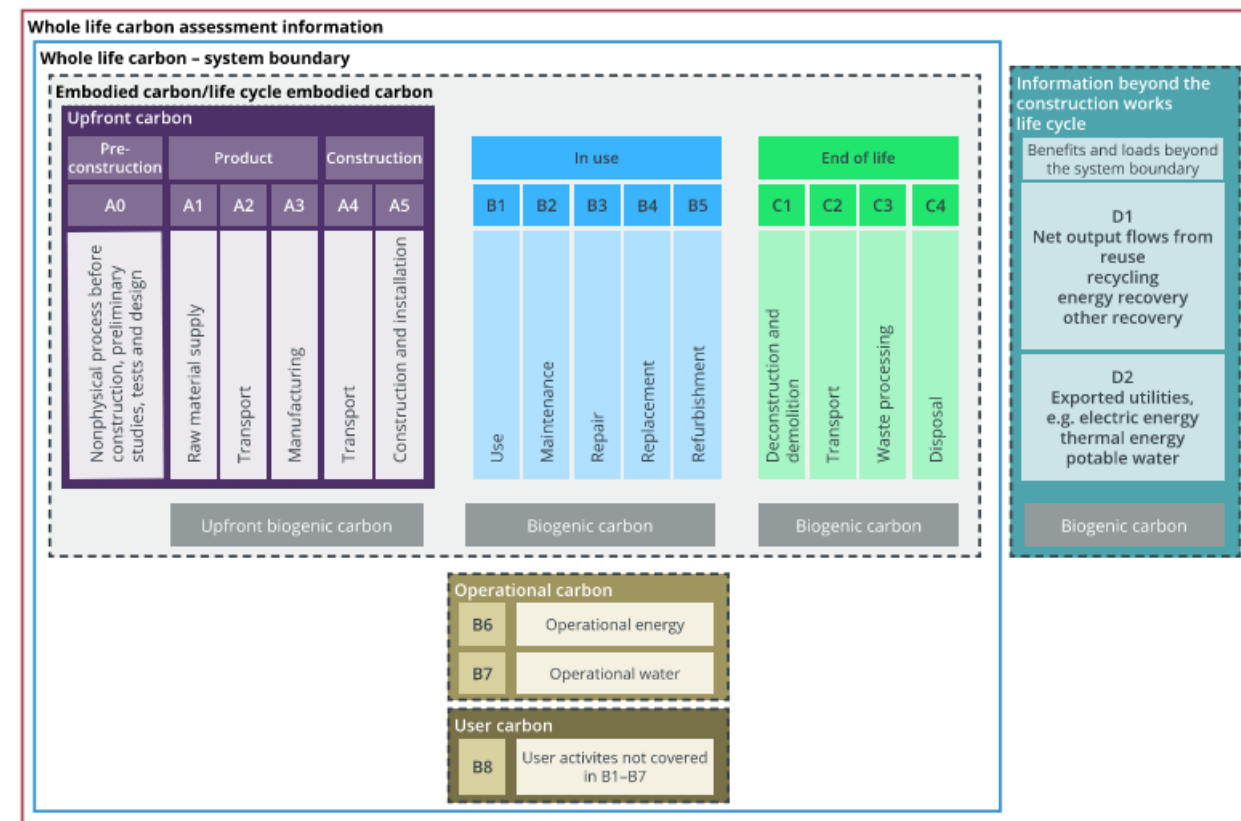 Whole life carbon assessment information
Whole life carbon – system boundary
Embodied carbon/life cycle embodied carbon
Upfront carbon
Pre-
construction
Product
Construction
A0
A1
A2
A3
A4
A5
Nonphysical process before
construction, preliminary
studies, tests and design
Raw material supply
Transport
Manufacturing
Transport
Construction and installation
Upfront biogenic carbon
In use
B1
B2
B3
B4
B5
Use
Maintenance
Repair
Replacement
Refurbishment
Biogenic carbon
End of life
C1
C2
C3
C4
Deconstruction and
demolition
Transport
Waste processing
Disposal
Biogenic carbon
Operational carbon
B6
Operational energy
B7
Operational water
User carbon
B8
User activites not covered
in B1–B7
Information beyond the
construction works
life cycle
Benefits and loads beyond
the system boundary
D1
Net output flows from
reuse
recycling
energy recovery
other recovery
D2
Exported utilities,
e.g. electric energy
thermal energy
potable water
Biogenic carbon